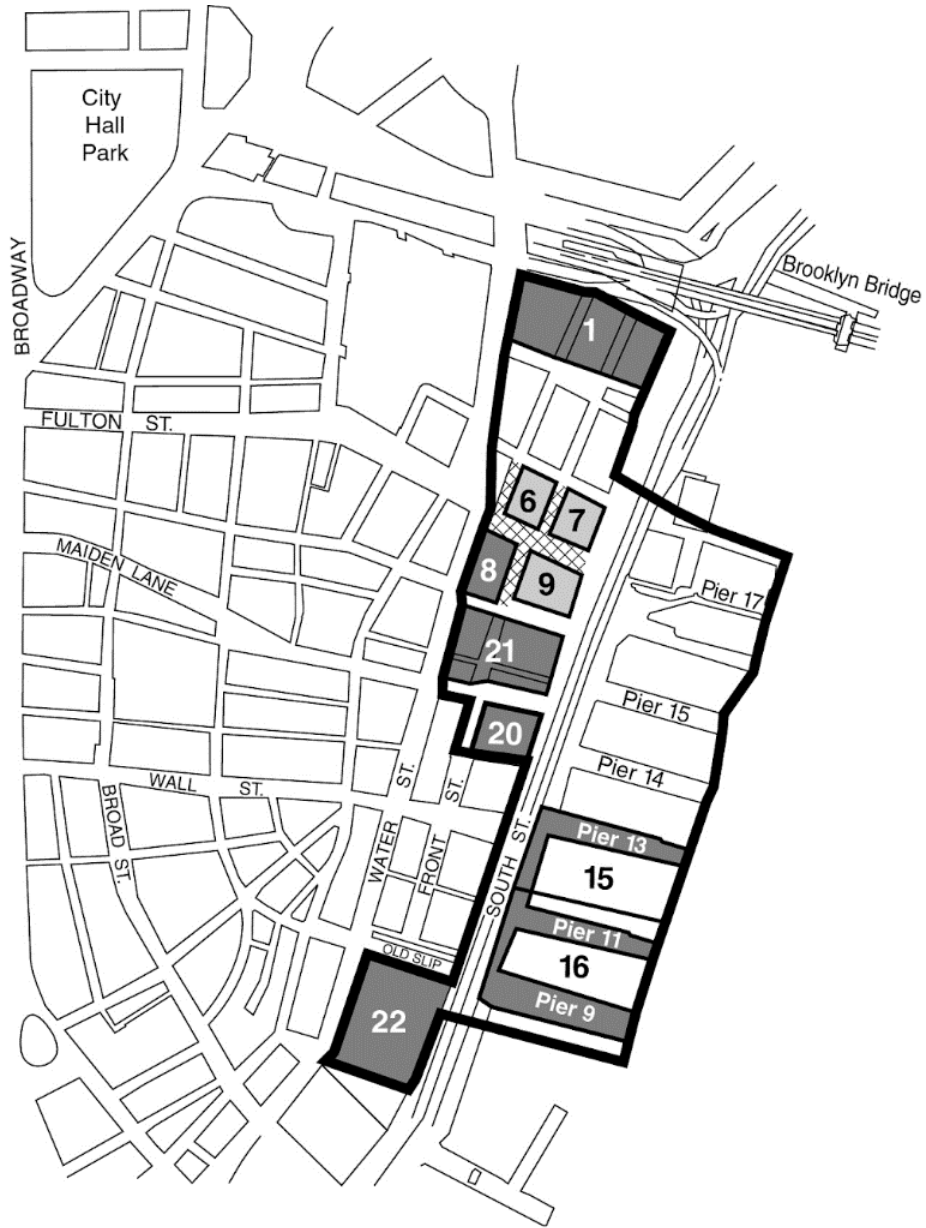 City
Hall
Park
BROADWAY
Brooklyn Bridge
1
FULTON ST.
6
7
MAIDEN LANE
8
9
Pier 17
21
Pier 15
20
Pier 14
WALL ST.
BROAD ST.
WATER ST.
FRONT ST.
SOUTH ST.
Pier 13
15
Pier 11
OLD SLIP
16
Pier 9
22